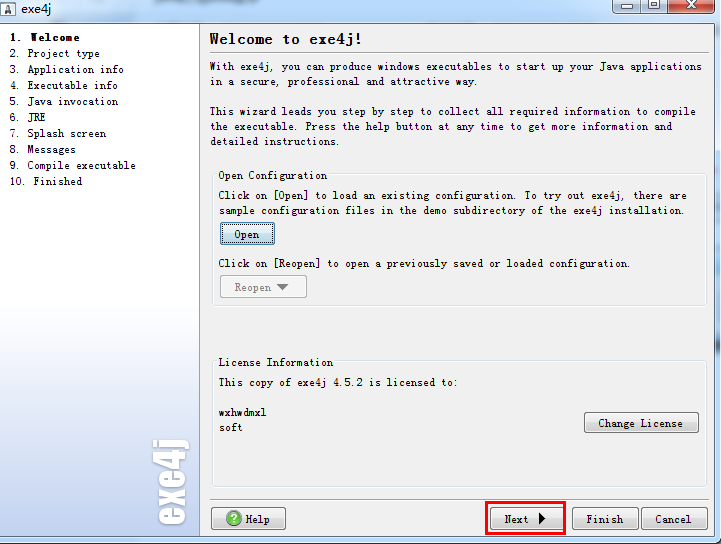 exe4j
1. Welcome
2. Project type
3. Application info
4. Executable info
5. Java invocation
6. JRE
7. Splash screen
8. Messages
9. Compile executable
10. Finished
exe4j
Welcome to exe4j!
With exe4j, you can produce windows executables to start up your Java applications
in a secure, professional and attractive way.
This wizard leads you step by step to collect all required information to compile
the executable. Press the help button at any time to get more information and
detailed instructions.
Open Configuration
Click on [Open] to load an existing configuration. To try out exe4j, there are
sample configuration files in the demo subdirectory of the exe4j installation.
Open
Click on [Reopen] to open a previously saved or loaded configuration.
Reopen
License Information
This copy of exe4j 4.5.2 is licensed to:
wxhwdmxl
soft
Change License
Help
Next
Finish
Cancel